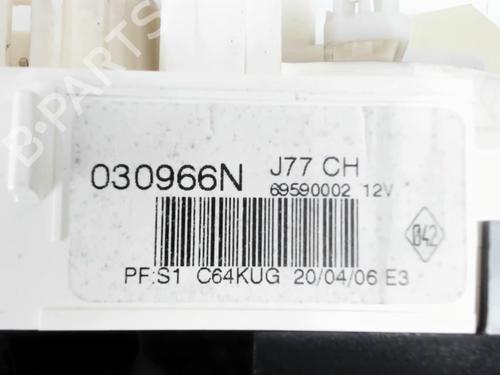 B-PARTS
030966N
J77 CH
69590002 12V
042
PF:S1 C64KUG 20/04/06 E3